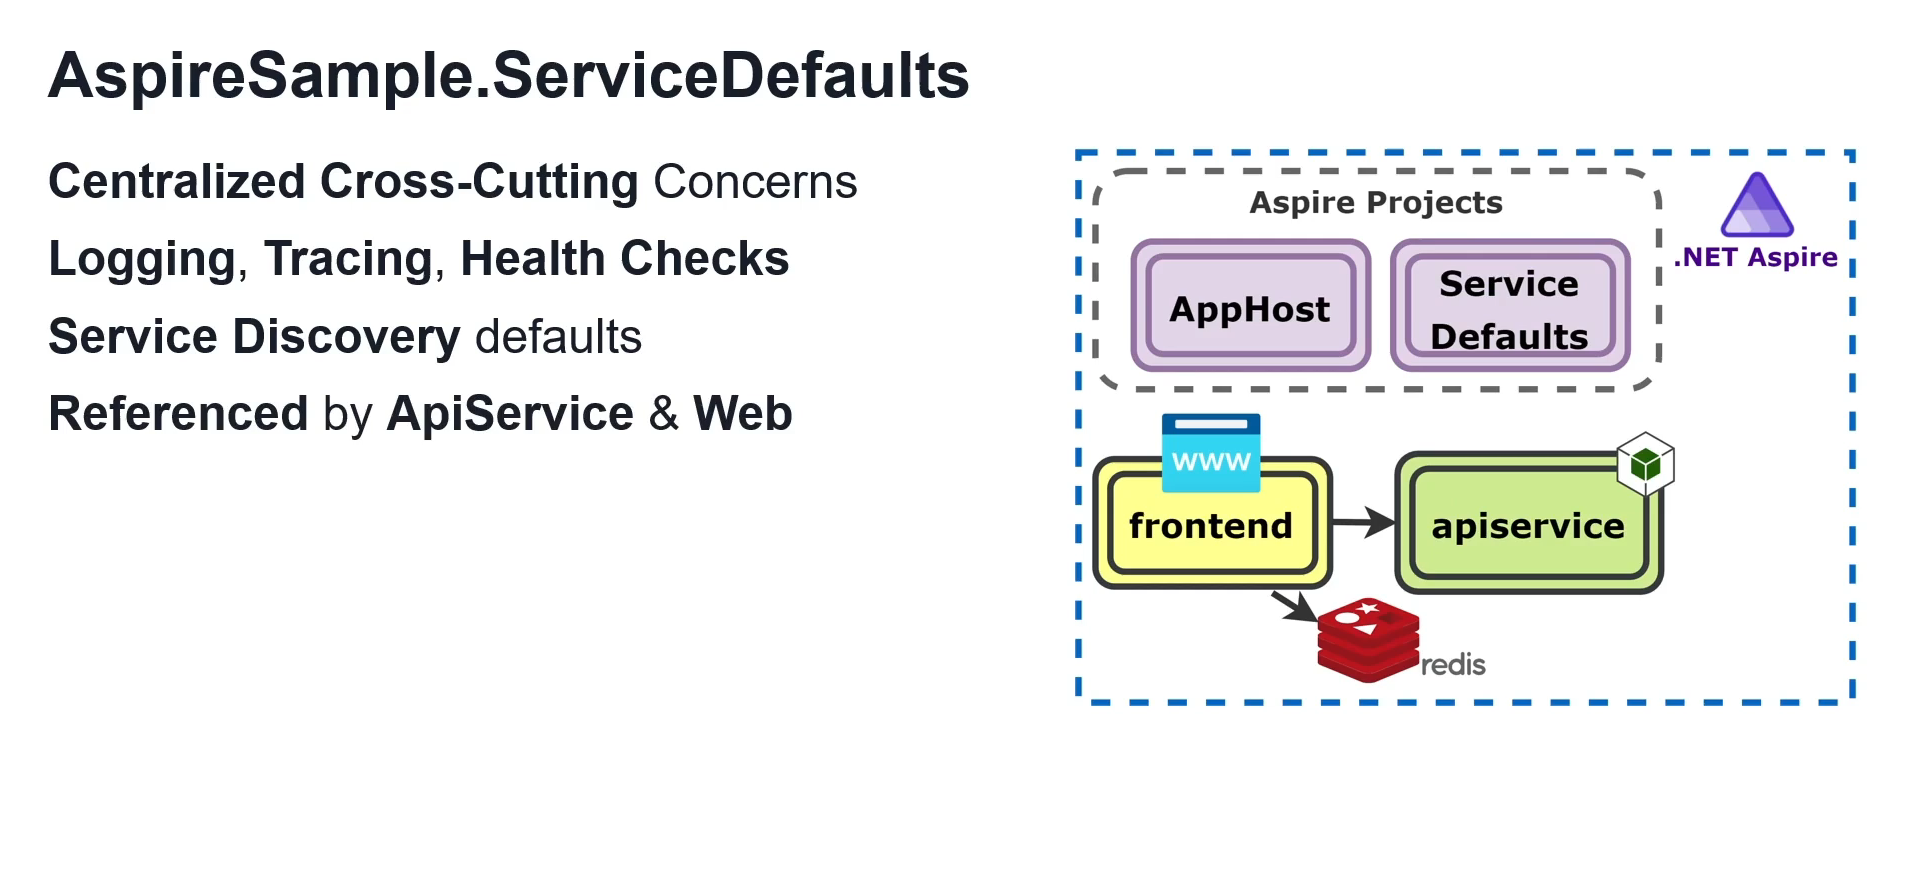 AspireSample.ServiceDefaults
Centralized Cross-Cutting Concerns
Logging, Tracing, Health Checks
Service Discovery defaults
Referenced by ApiService & Web
Aspire Projects
AppHost
Service
Defaults
.NET Aspire
www
frontend
apiservice
redis